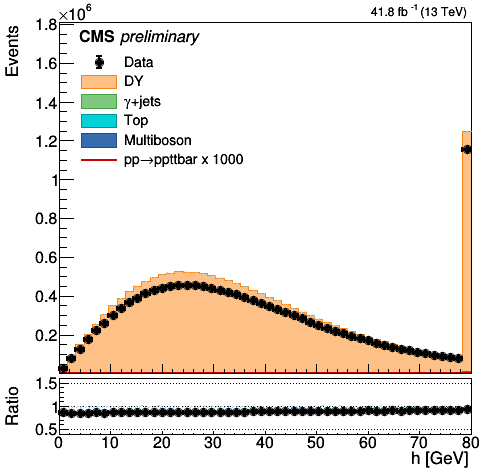 ×10⁶
41.8 fb⁻¹ (13 TeV)
Events
1.8
1.6
1.4
1.2
1
0.8
0.6
0.4
0.2
CMS preliminary
Data
DY
γ+jets
Top
Multiboson
pp→ppttbar x 1000
Ratio
1.5
1
0.5
0 10 20 30 40 50 60 70 80
h [GeV]